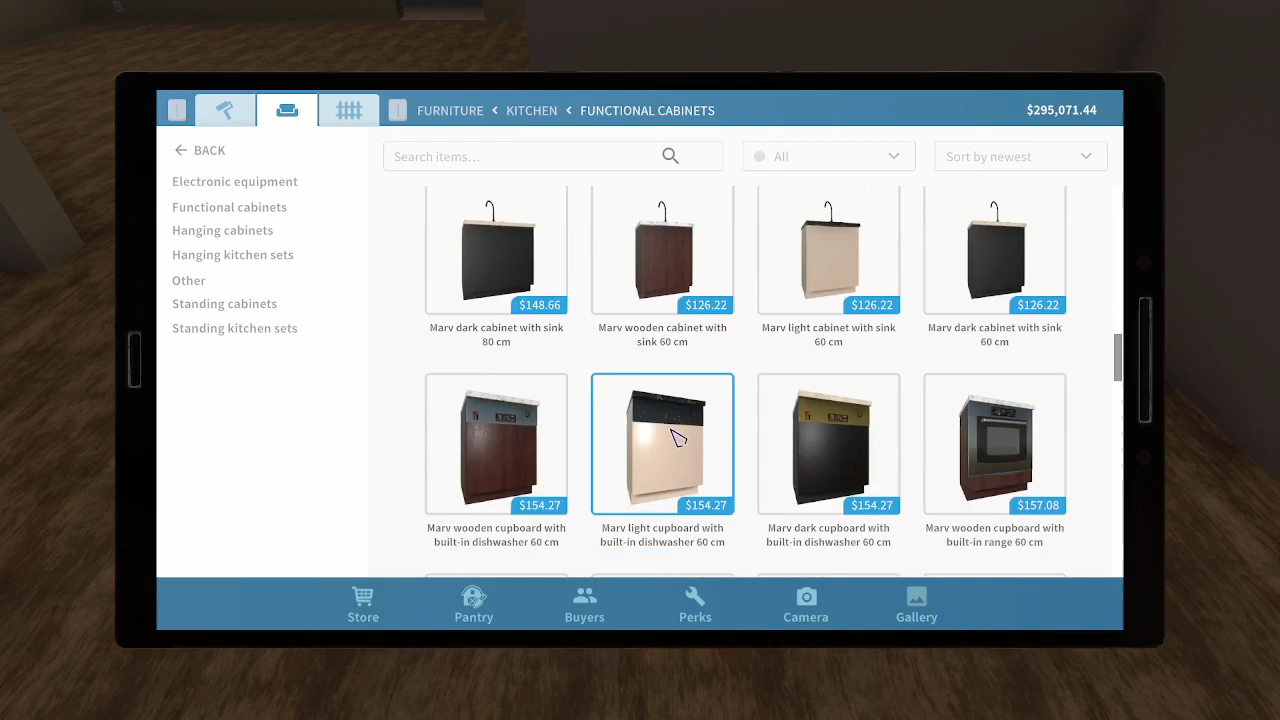 FURNITURE < KITCHEN < FUNCTIONAL CABINETS
$295,071.44
BACK
Search items...
All
Sort by newest
Electronic equipment
Functional cabinets
Hanging cabinets
Hanging kitchen sets
Other
Standing cabinets
Standing kitchen sets
$148.66
$126.22
$126.22
$126.22
Marv dark cabinet with sink
80 cm
Marv wooden cabinet with
sink 60 cm
Marv light cabinet with sink
60 cm
Marv dark cabinet with sink
60 cm
$154.27
$154.27
$154.27
$157.08
Marv wooden cupboard with
built-in dishwasher 60 cm
Marv light cupboard with
built-in dishwasher 60 cm
Marv dark cupboard with
built-in dishwasher 60 cm
Marv wooden cupboard with
built-in range 60 cm
Store
Pantry
Buyers
Perks
Camera
Gallery